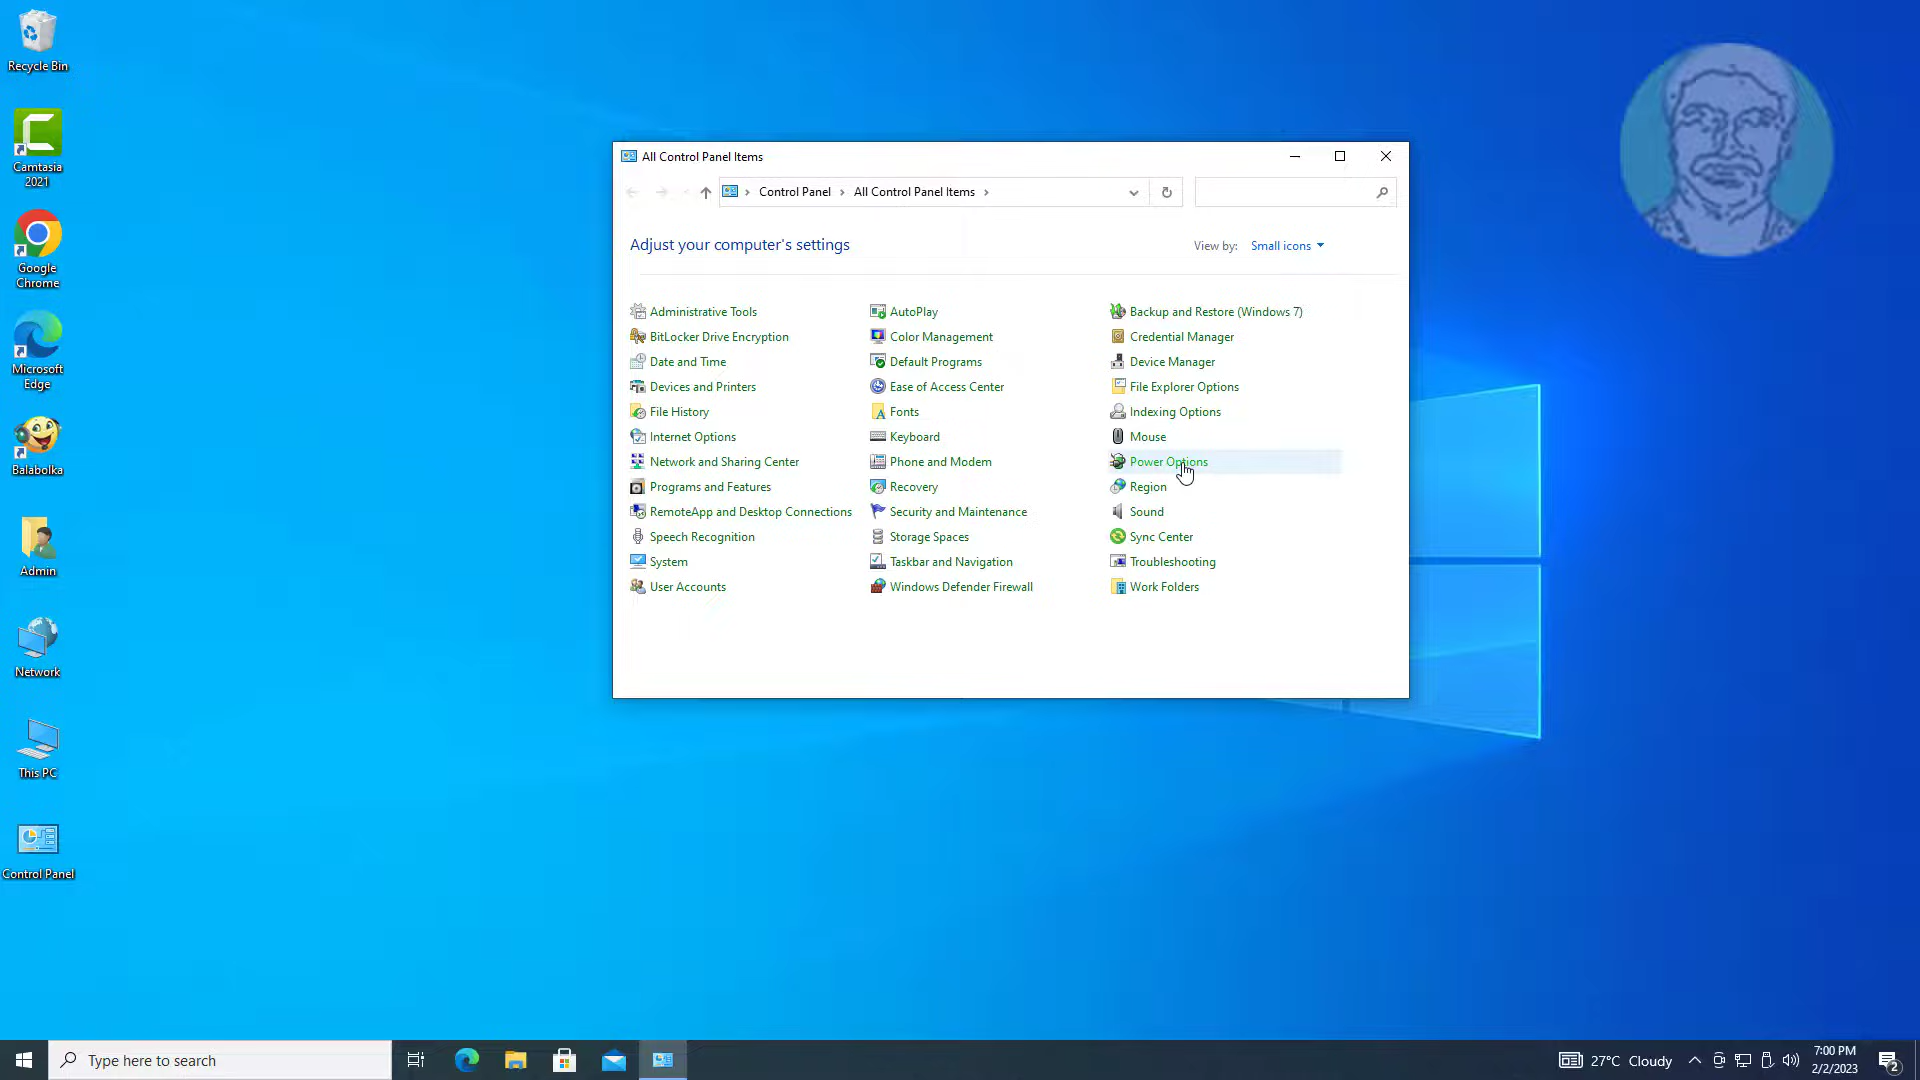 Recycle Bin
Camtasia
2021
Google
Chrome
Microsoft
Edge
Balabolka
Admin
Network
This PC
Control Panel
All Control Panel Items
Control Panel > All Control Panel Items >
Adjust your computer's settings
View by: Small icons
Administrative Tools
AutoPlay
Backup and Restore (Windows 7)
BitLocker Drive Encryption
Color Management
Credential Manager
Date and Time
Default Programs
Device Manager
Devices and Printers
Ease of Access Center
File Explorer Options
File History
Fonts
Indexing Options
Internet Options
Keyboard
Mouse
Network and Sharing Center
Phone and Modem
Power Options
Programs and Features
Recovery
Region
RemoteApp and Desktop Connections
Security and Maintenance
Sound
Speech Recognition
Storage Spaces
Sync Center
System
Taskbar and Navigation
Troubleshooting
User Accounts
Windows Defender Firewall
Work Folders
Type here to search
27°C Cloudy
7:00 PM
2/2/2023
2